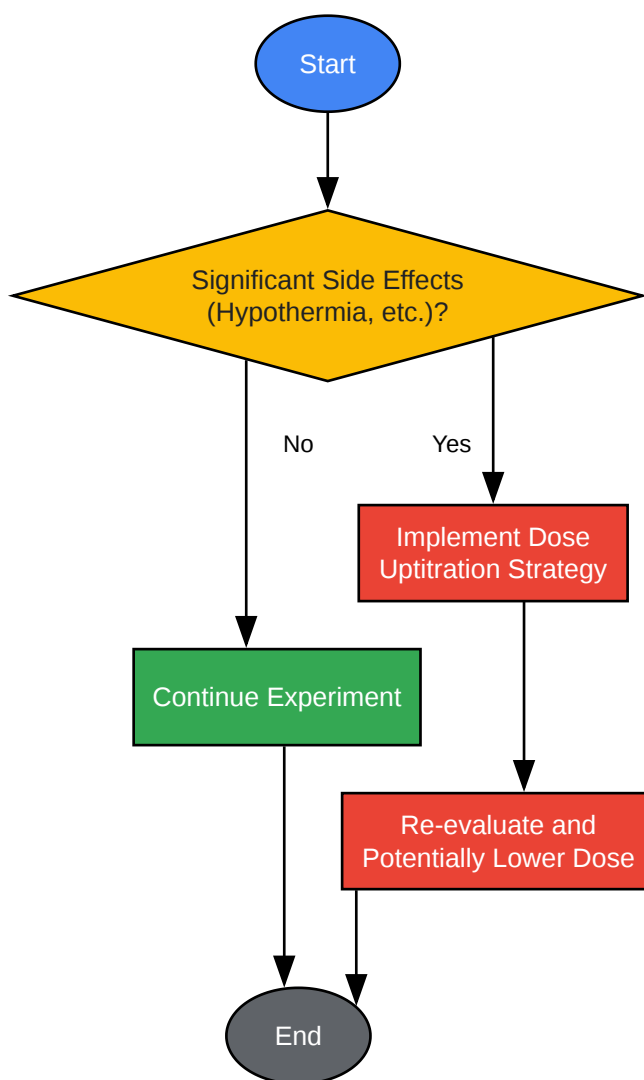 Start
Significant Side Effects
(Hypothermia, etc.)?
No
Yes
Implement Dose
Uptitration Strategy
Continue Experiment
Re-evaluate and
Potentially Lower Dose
End